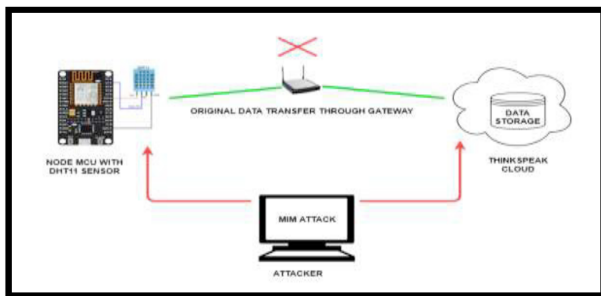 ORIGINAL DATA TRANSFER THROUGH GATEWAY
DATA
STORAGE
NODE MCU WITH
DHT11 SENSOR
THINKSPEAK
CLOUD
MIM ATTACK
ATTACKER